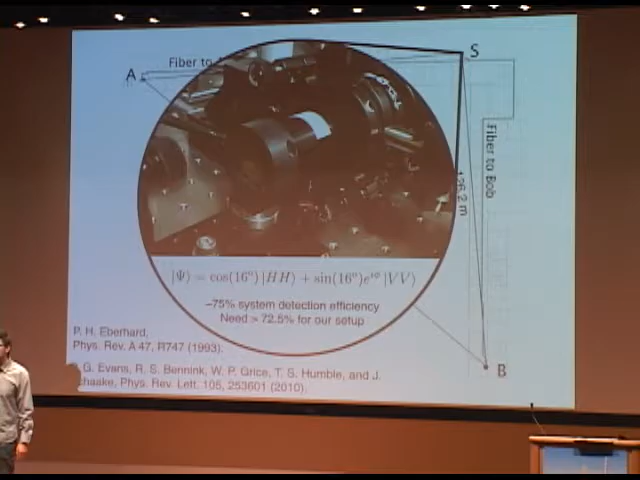 A
Fiber to
S
Fiber to Bob
126.2 m
|Ψ⟩ = cos(16°)|HH⟩ + sin(16°)e^{iφ}|VV⟩
~75% system detection efficiency
Need > 72.5% for our setup
P. H. Eberhard,
Phys. Rev. A 47, R747 (1993).
G. Evans, R. S. Bennink, W. P. Grice, T. S. Humble, and J.
Phys. Rev. Lett. 105, 253601 (2010).
B